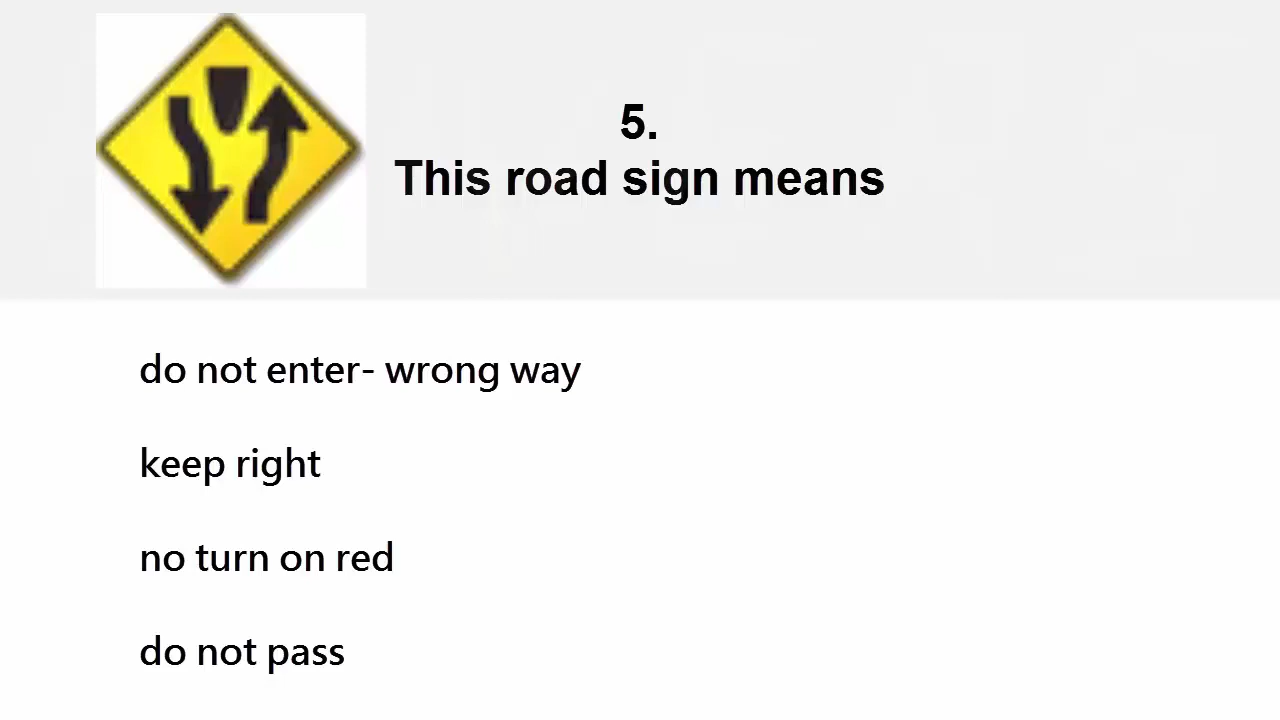 5.
This road sign means
do not enter- wrong way
keep right
no turn on red
do not pass